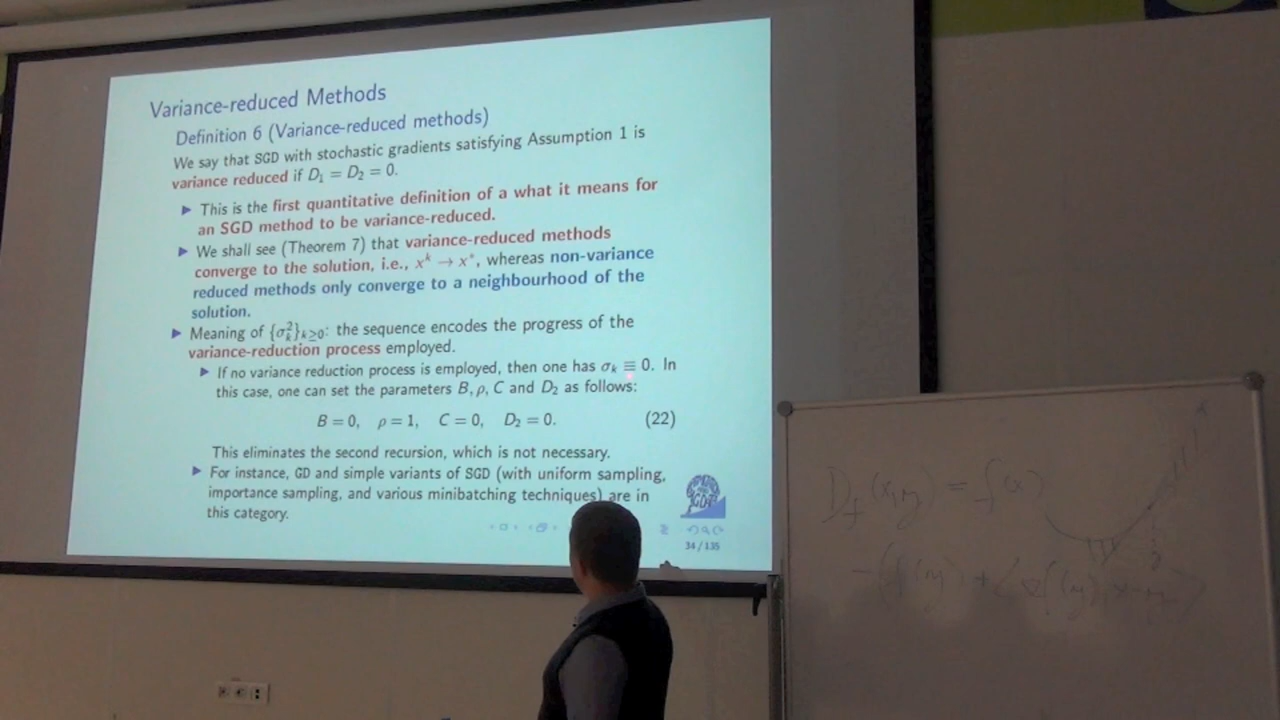 Variance-reduced Methods
Definition 6 (Variance-reduced methods)
We say that SGD with stochastic gradients satisfying Assumption 1 is
variance reduced if D₁ = D₂ = 0.
▶ This is the first quantitative definition of a what it means for
an SGD method to be variance-reduced.
▶ We shall see (Theorem 7) that variance-reduced methods
converge to the solution, i.e., xᵏ → x*, whereas non-variance
reduced methods only converge to a neighbourhood of the
solution.
▶ Meaning of {σ²ₖ}ₖ≥₀: the sequence encodes the progress of the
variance-reduction process employed.
▶ If no variance reduction process is employed, then one has σₖ ≡ 0. In
this case, one can set the parameters B, ρ, C and D₂ as follows:
B = 0, ρ = 1, C = 0, D₂ = 0. (22)
This eliminates the second recursion, which is not necessary.
▶ For instance, GD and simple variants of SGD (with uniform sampling,
importance sampling, and various minibatching techniques) are in
this category.
34 / 135
D_f(x,y) = f(x)
- (f(y) + ⟨∇f(y), x-y⟩)